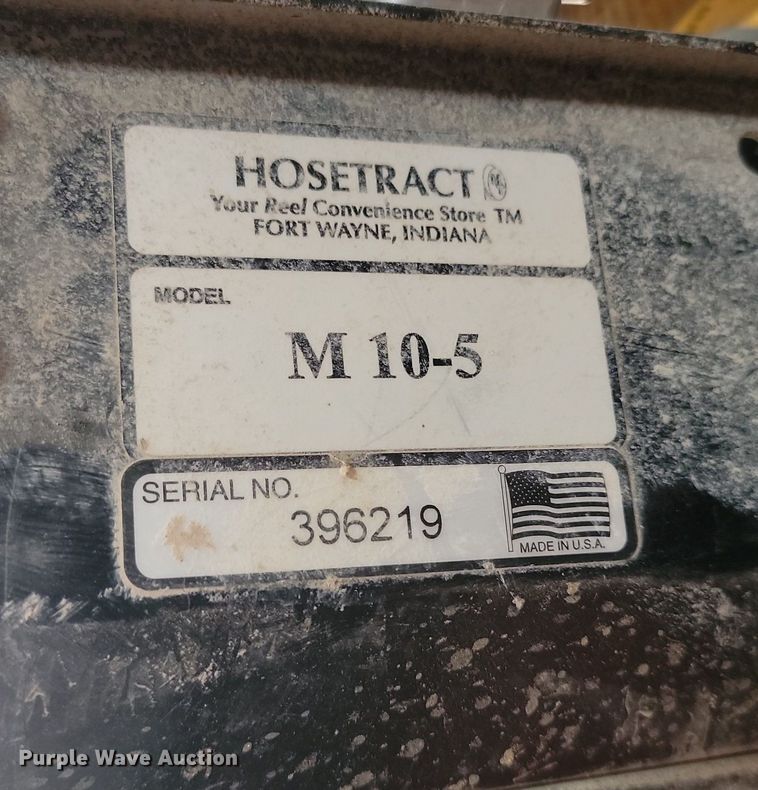 HOSETRACT
Your Reel Convenience Store TM
FORT WAYNE, INDIANA
MODEL
M 10-5
SERIAL NO.
396219
MADE IN U.S.A.
Purple Wave Auction